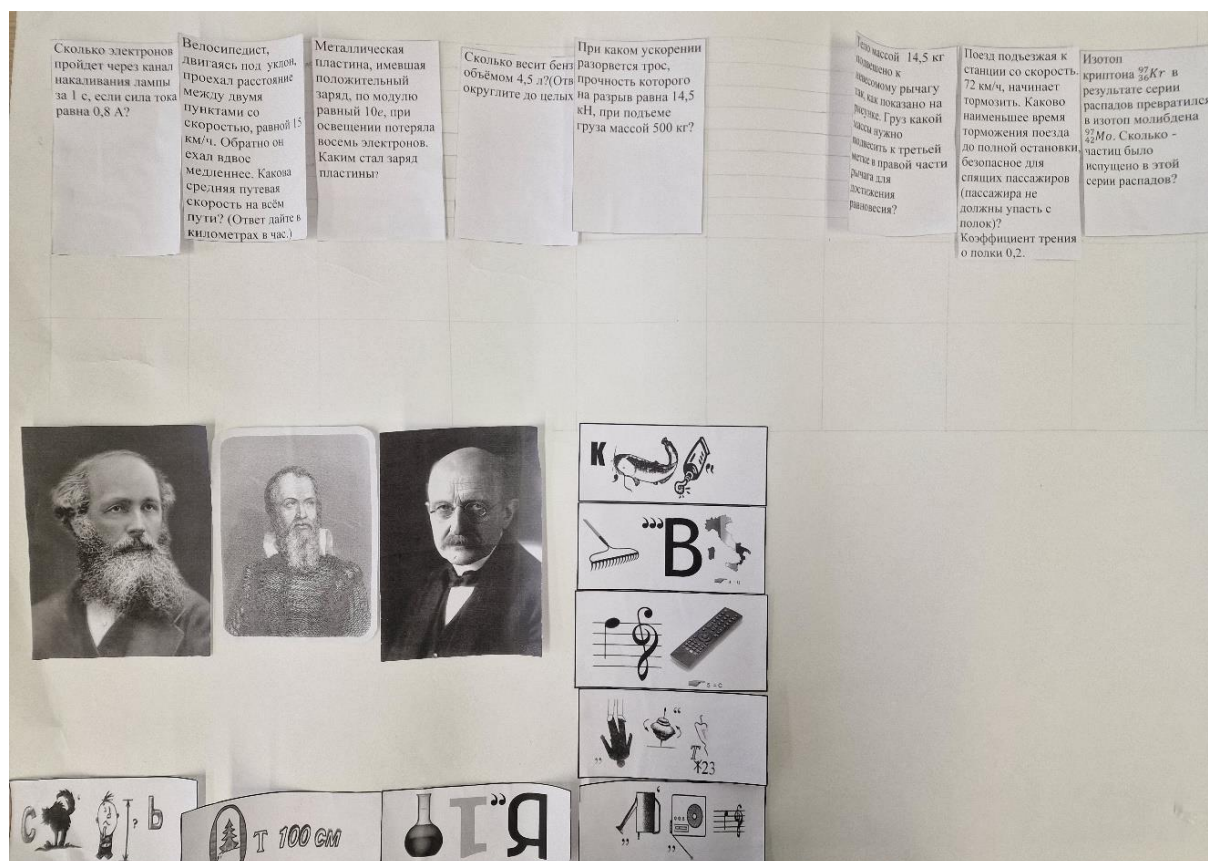 Сколько электронов
пройдет через канал
накаливания лампы
за 1 с, если сила тока
равна 0,8 А?
Велосипедист,
двигаясь под уклон,
проехал расстояние
между двумя
пунктами со
скоростью, равной 15
км/ч. Обратно он
ехал вдвое
медленнее. Какова
средняя путевая
скорость на всём
пути? (Ответ дайте в
километрах в час.)
Металлическая
пластина, имевшая
положительный
заряд, по модулю
равный 10е, при
освещении потеряла
восемь электронов.
Каким стал заряд
пластины?
Сколько весит бенз
объёмом 4,5 л?(Отв
округлите до целых
При каком ускорении
разорвется трос,
прочность которого
на разрыв равна 14,5
кН, при подъеме
груза массой 500 кг?
Тело массой 14,5 кг
подвешено к
невесомому рычагу
так, как показано на
рисунке. Груз какой
массы нужно
подвесить к третьей
метке в правой части
рычага для
достижения
равновесия?
Поезд подъезжая к
станции со скорость
72 км/ч, начинает
тормозить. Каково
наименьшее время
торможения поезда
до полной остановки,
безопасное для
спящих пассажиров
(пассажира не
должны упасть с
полок)?
Коэффициент трения
о полки 0,2.
Изотоп
криптона ⁹⁷₃₆Kr в
результате серии
распадов превратился
в изотоп молибдена
⁹⁷₄₂Mo. Сколько -
частиц было
испущено в этой
серии распадов?
К ,,
,,, В
,, ,, Т
*23
С ' ? Ь
Т 100 СМ
Т ,, Я
,, ' ,,